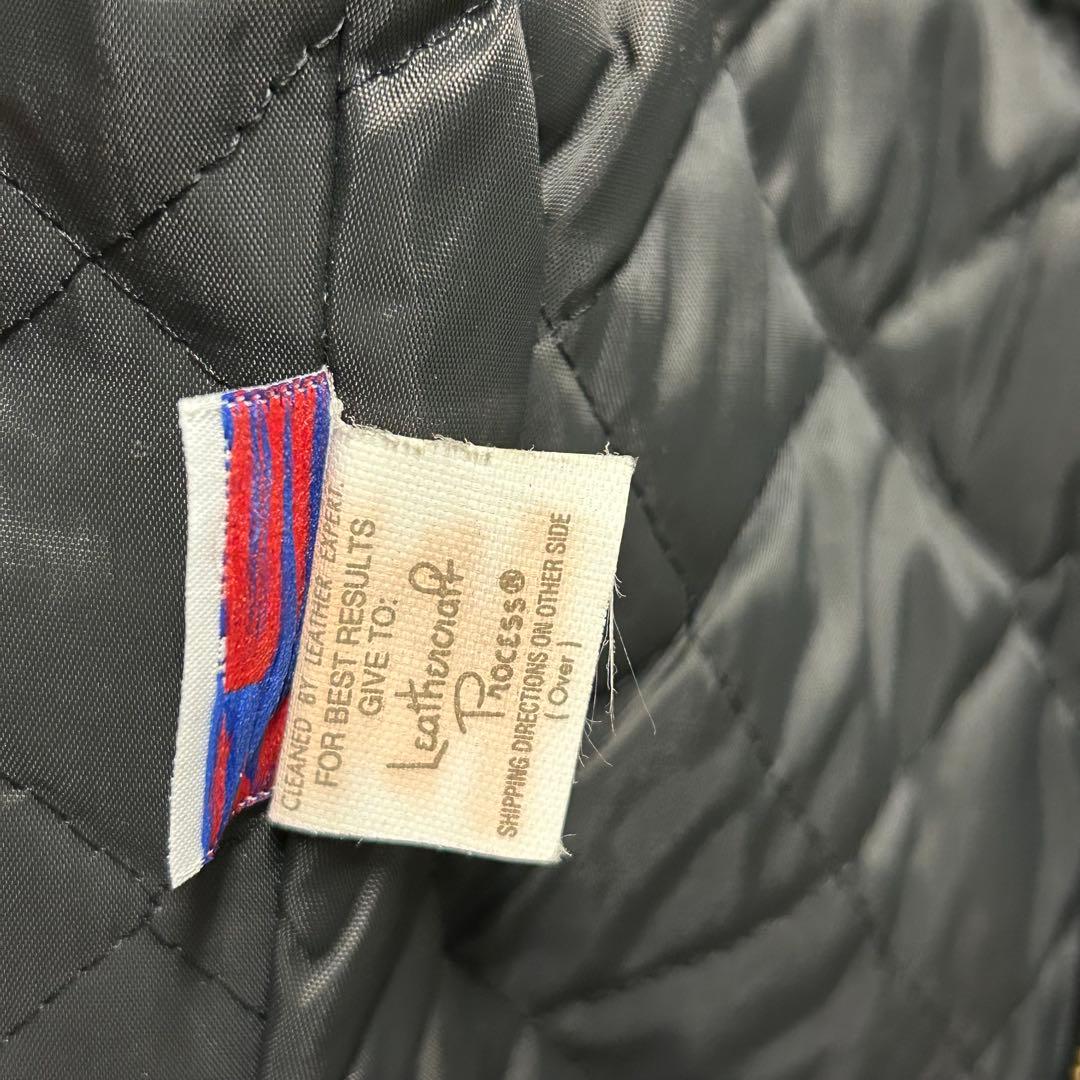 CLEANED BY LEATHER EXPERT.
FOR BEST RESULTS
GIVE TO:
Leathercraft
Process®
SHIPPING DIRECTIONS ON OTHER SIDE
(Over)